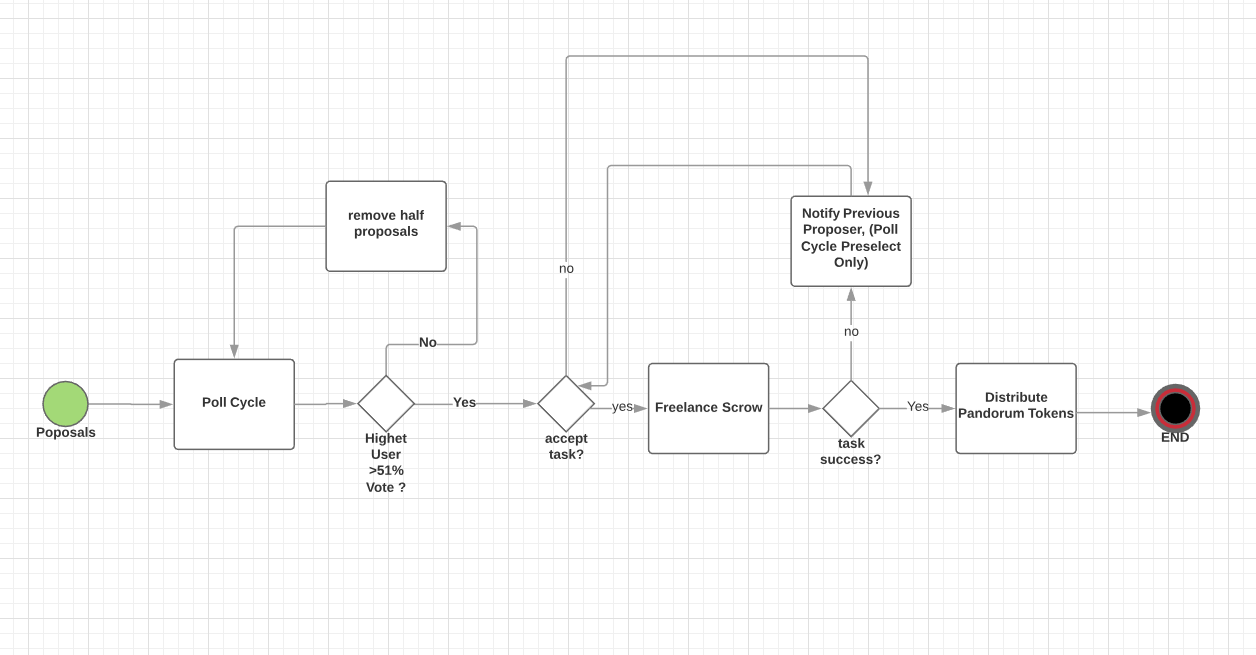 no
Notify Previous
Proposer, (Poll
Cycle Preselect
Only)
remove half
proposals
no
No
Poll Cycle
Yes
yes
Freelance Scrow
Yes
Distribute
Pandorum Tokens
Poposals
Highet
User
>51%
Vote ?
accept
task?
task
success?
END